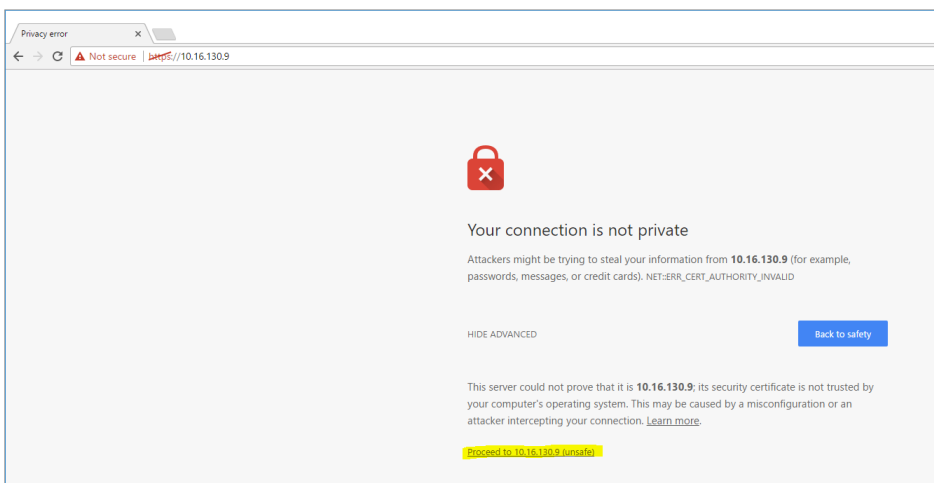 Privacy error
Not secure | https://10.16.130.9
Your connection is not private
Attackers might be trying to steal your information from 10.16.130.9 (for example,
passwords, messages, or credit cards). NET::ERR_CERT_AUTHORITY_INVALID
HIDE ADVANCED
Back to safety
This server could not prove that it is 10.16.130.9; its security certificate is not trusted by
your computer's operating system. This may be caused by a misconfiguration or an
attacker intercepting your connection. Learn more.
Proceed to 10.16.130.9 (unsafe)